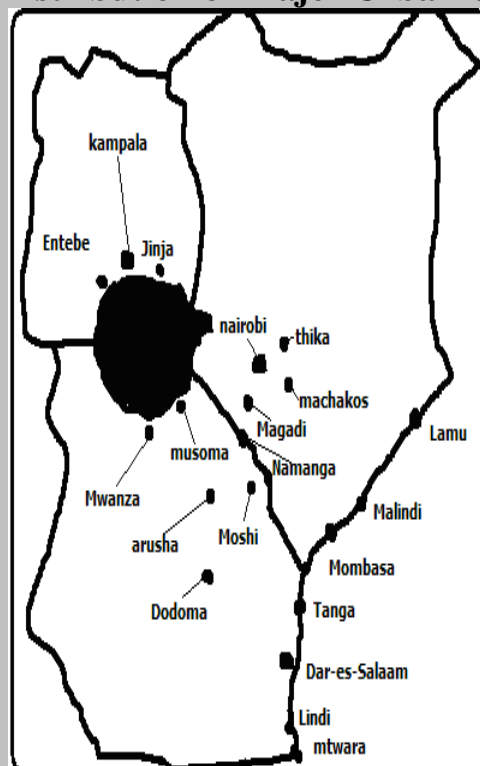 kampala
Entebe
Jinja
nairobi
thika
machakos
Magadi
Lamu
musoma
Namanga
Mwanza
Malindi
arusha
Moshi
Mombasa
Dodoma
Tanga
Dar-es-Salaam
Lindi
mtwara